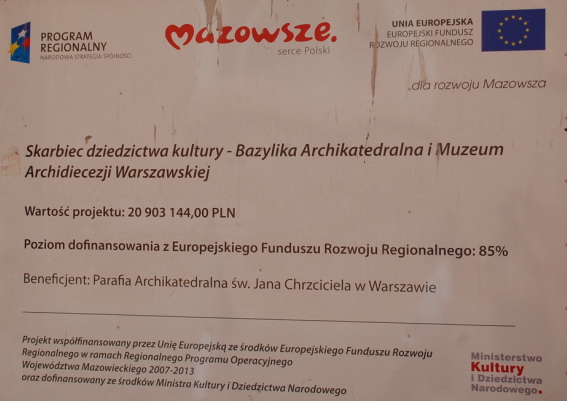 PROGRAM
REGIONALNY
NARODOWA STRATEGIA SPÓJNOŚCI
mazowsze.
serce Polski
UNIA EUROPEJSKA
EUROPEJSKI FUNDUSZ
ROZWOJU REGIONALNEGO
.dla rozwoju Mazowsza
Skarbiec dziedzictwa kultury - Bazylika Archikatedralna i Muzeum
Archidiecezji Warszawskiej
Wartość projektu: 20 903 144,00 PLN
Poziom dofinansowania z Europejskiego Funduszu Rozwoju Regionalnego: 85%
Beneficjent: Parafia Archikatedralna św. Jana Chrzciciela w Warszawie
Projekt współfinansowany przez Unię Europejską ze środków Europejskiego Funduszu Rozwoju
Regionalnego w ramach Regionalnego Programu Operacyjnego
Województwa Mazowieckiego 2007-2013
oraz dofinansowany ze środków Ministra Kultury i Dziedzictwa Narodowego
Ministerstwo
Kultury
i Dziedzictwa
Narodowego.